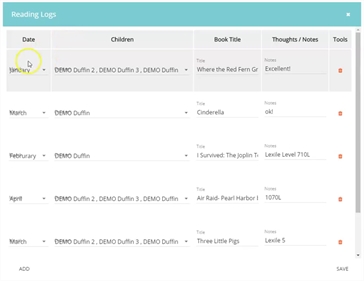 Reading Logs
Date Children Book Title Thoughts / Notes Tools
Title Notes
January DEMO Duffin 2 , DEMO Duffin 3 , DEMO Duffin Where the Red Fern Gr Excellent!
Title Notes
March DEMO Duffin Cinderella ok!
Title Notes
Februrary DEMO Duffin I Survived: The Joplin T Lexile Level 710L
Title Notes
April DEMO Duffin 2 , DEMO Duffin 3 , DEMO Duffin Air Raid- Pearl Harbor 1070L
Title Notes
March DEMO Duffin 2 , DEMO Duffin 3 , DEMO Duffin Three Little Pigs Lexile 5
ADD SAVE